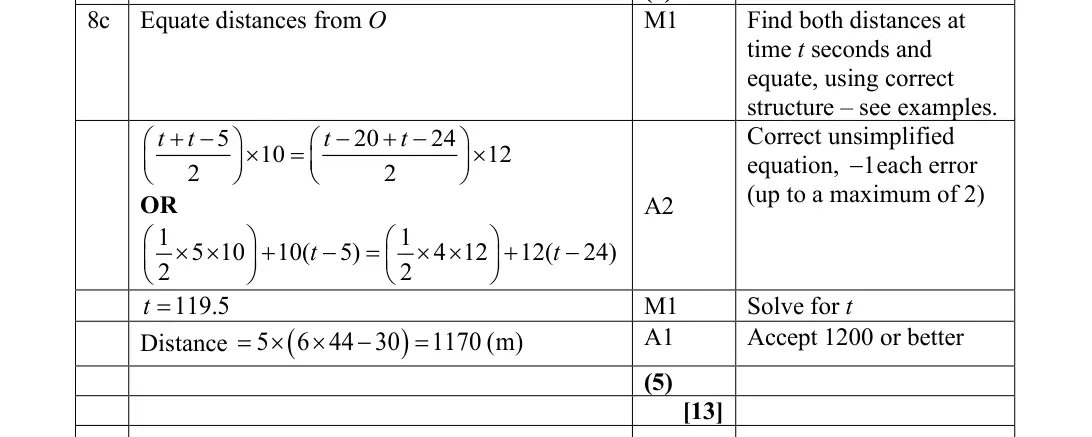 8c Equate distances from O M1 Find both distances at
time t seconds and
equate, using correct
structure – see examples.
Correct unsimplified
equation, −1each error
(up to a maximum of 2)
((t + t − 5)/2) × 10 = ((t − 20 + t − 24)/2) × 12
OR
A2
(1/2 × 5 × 10) + 10(t − 5) = (1/2 × 4 × 12) + 12(t − 24)
t = 119.5 M1 Solve for t
Distance = 5 × (6 × 44 − 30) = 1170 (m) A1 Accept 1200 or better
(5)
[13]